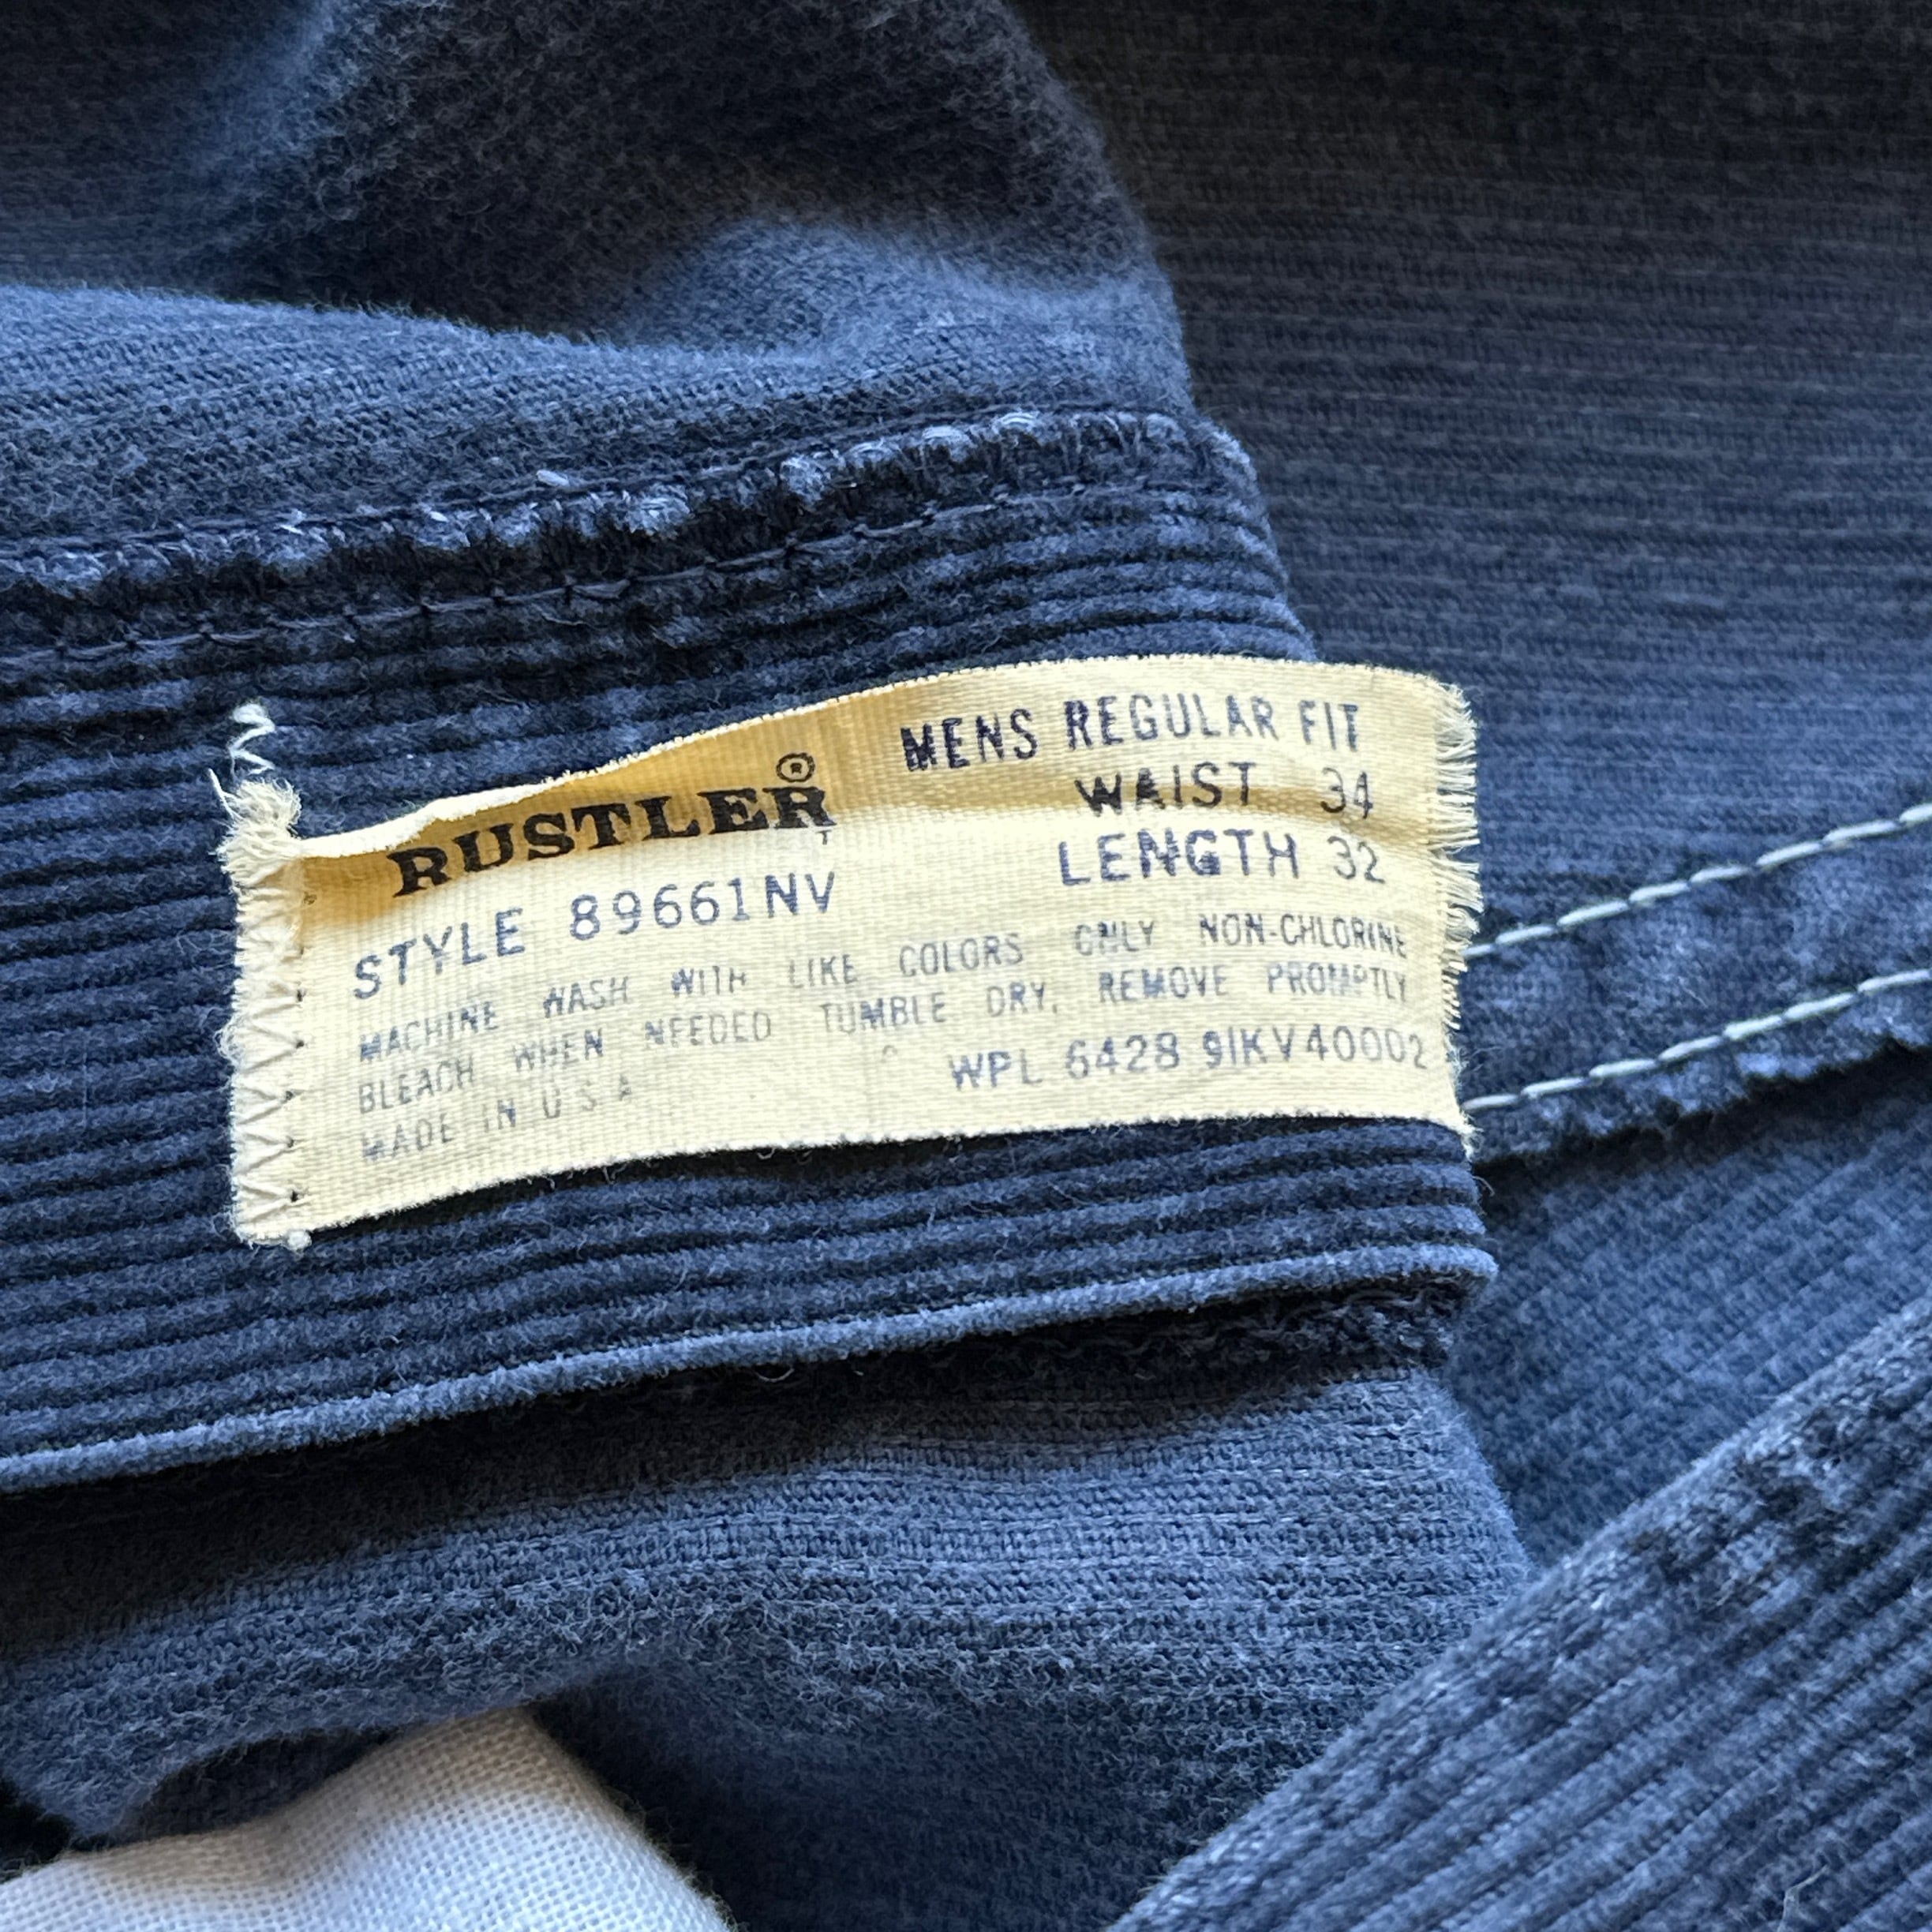 RUSTLER®
STYLE 89661NV
MENS REGULAR FIT
WAIST 34
LENGTH 32
MACHINE WASH WITH LIKE COLORS ONLY NON-CHLORINE
BLEACH WHEN NEEDED TUMBLE DRY, REMOVE PROMPTLY
MADE IN U S A
WPL 6428 91KV40002